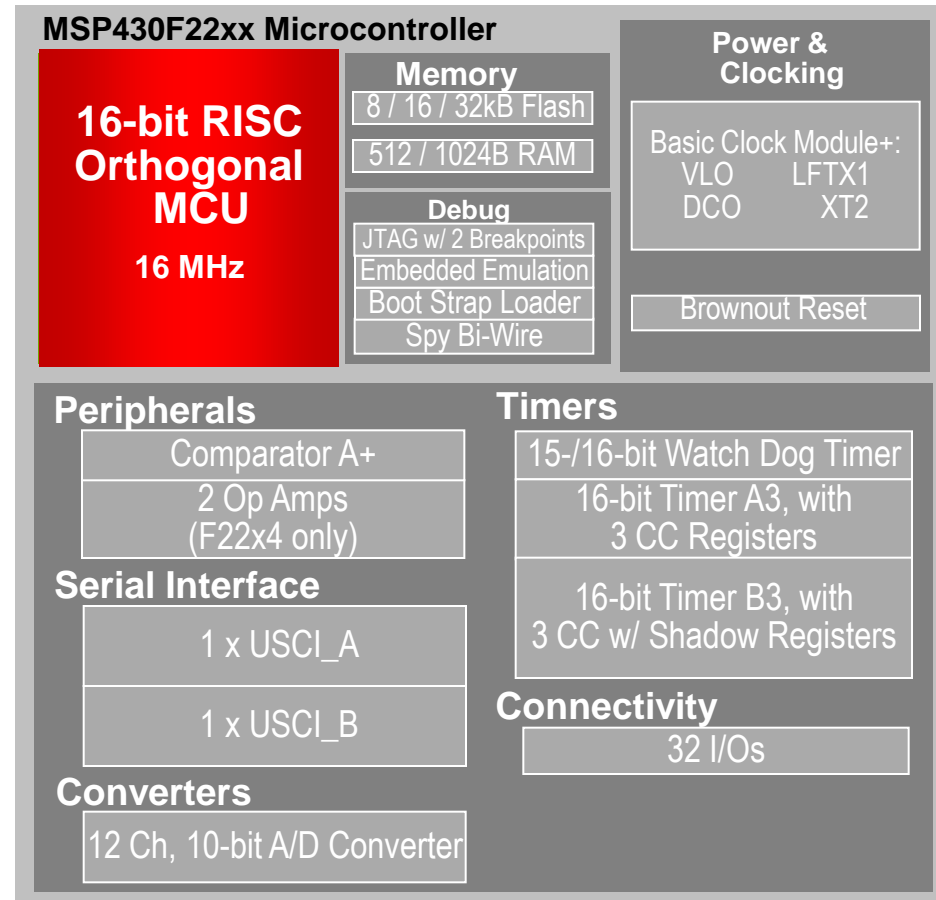 MSP430F22xx Microcontroller
16-bit RISC
Orthogonal
MCU
16 MHz
Memory
8 / 16 / 32kB Flash
512 / 1024B RAM
Debug
JTAG w/ 2 Breakpoints
Embedded Emulation
Boot Strap Loader
Spy Bi-Wire
Power &
Clocking
Basic Clock Module+:
VLO LFTX1
DCO XT2
Brownout Reset
Peripherals
Comparator A+
2 Op Amps
(F22x4 only)
Serial Interface
1 x USCI_A
1 x USCI_B
Converters
12 Ch, 10-bit A/D Converter
Timers
15-/16-bit Watch Dog Timer
16-bit Timer A3, with
3 CC Registers
16-bit Timer B3, with
3 CC w/ Shadow Registers
Connectivity
32 I/Os